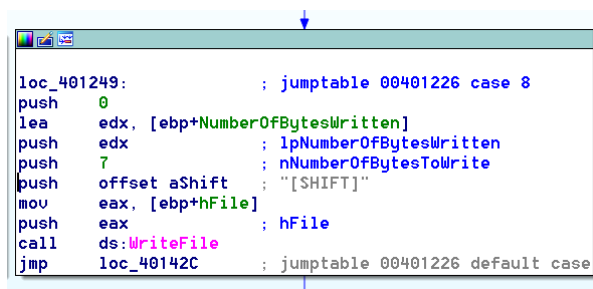 loc_401249: ; jumptable 00401226 case 8
push 0
lea edx, [ebp+NumberOfBytesWritten]
push edx ; lpNumberOfBytesWritten
push 7 ; nNumberOfBytesToWrite
push offset aShift ; "[SHIFT]"
mov eax, [ebp+hFile]
push eax ; hFile
call ds:WriteFile
jmp loc_40142C ; jumptable 00401226 default case